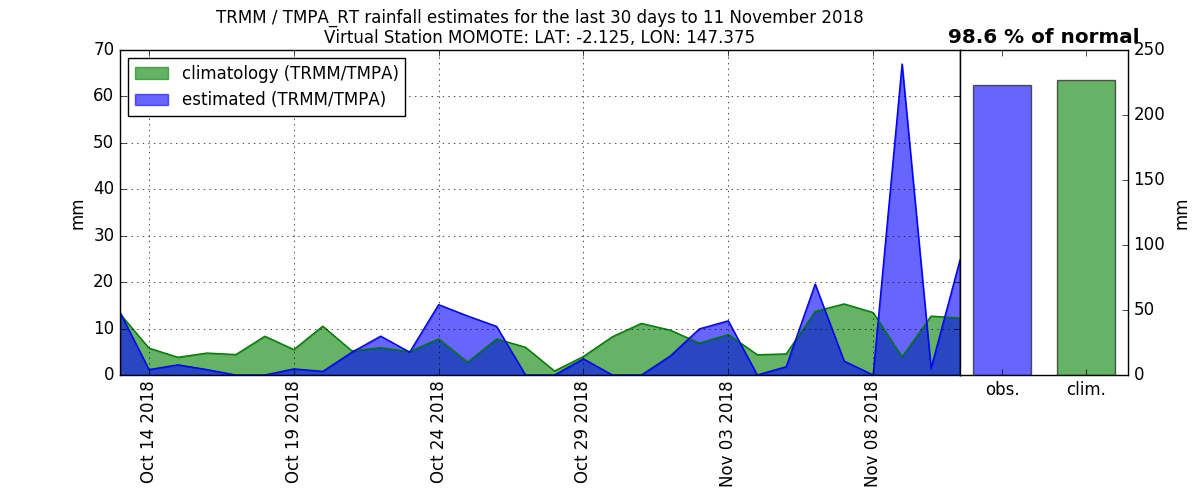 TRMM / TMPA_RT rainfall estimates for the last 30 days to 11 November 2018
Virtual Station MOMOTE: LAT: -2.125, LON: 147.375
98.6 % of normal
climatology (TRMM/TMPA)
estimated (TRMM/TMPA)
70
60
50
40
30
20
10
0
mm
Oct 14 2018
Oct 19 2018
Oct 24 2018
Oct 29 2018
Nov 03 2018
Nov 08 2018
obs.
clim.
250
200
150
100
50
0
mm